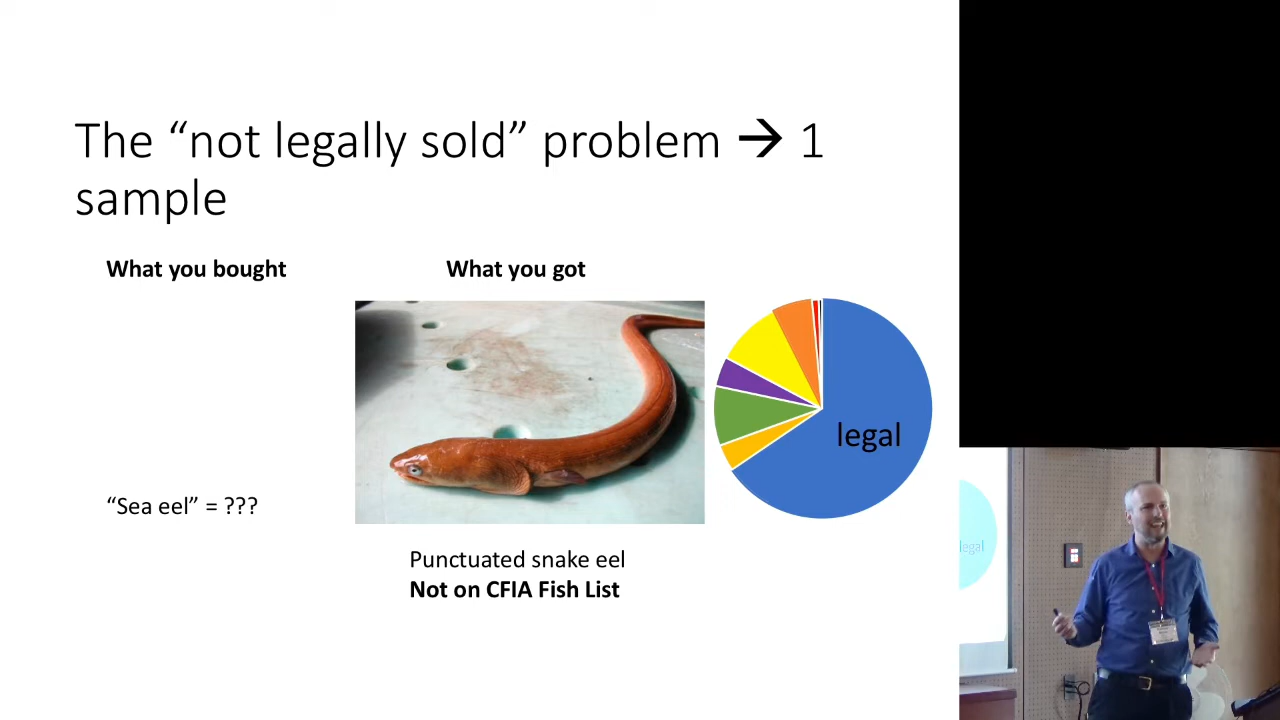 The “not legally sold” problem → 1
sample
What you bought
What you got
legal
“Sea eel” = ???
Punctuated snake eel
Not on CFIA Fish List
legal